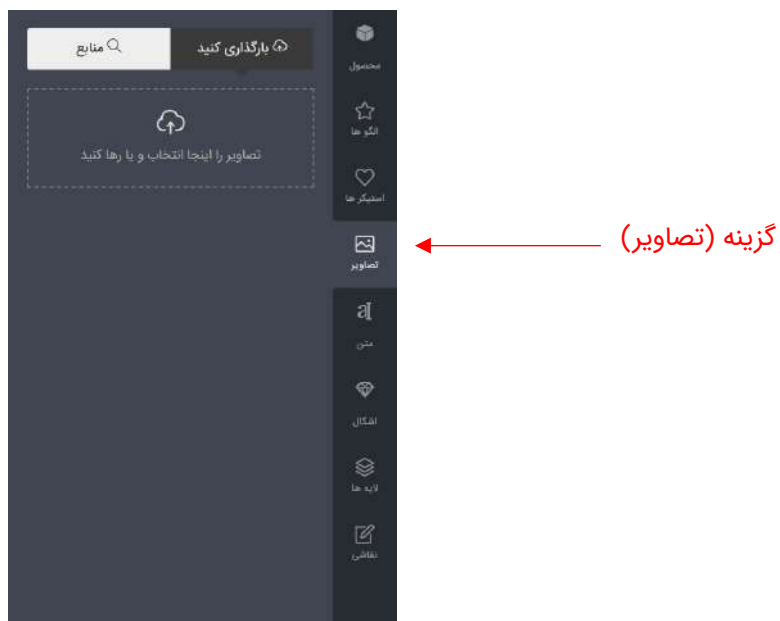 بارگذاری کنید
منابع
تصاویر را اینجا انتخاب و یا رها کنید
محصول
الگو ها
استیکر ها
تصاویر
گزینه (تصاویر)
متن
اشکال
لایه ها
نقاشی